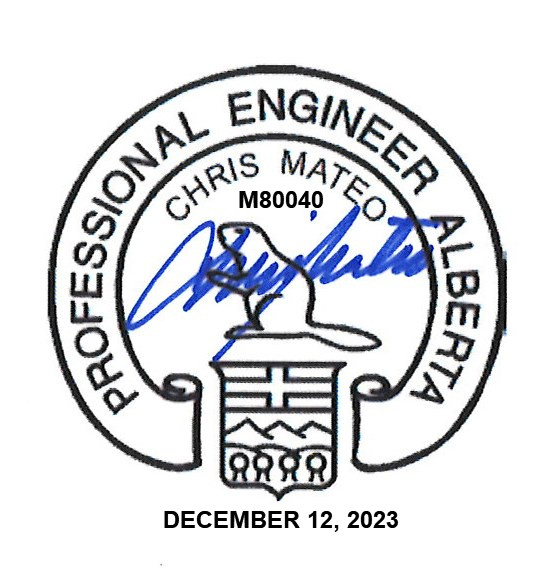 PROFESSIONAL ENGINEER ALBERTA
CHRIS MATEO
M80040
DECEMBER 12, 2023